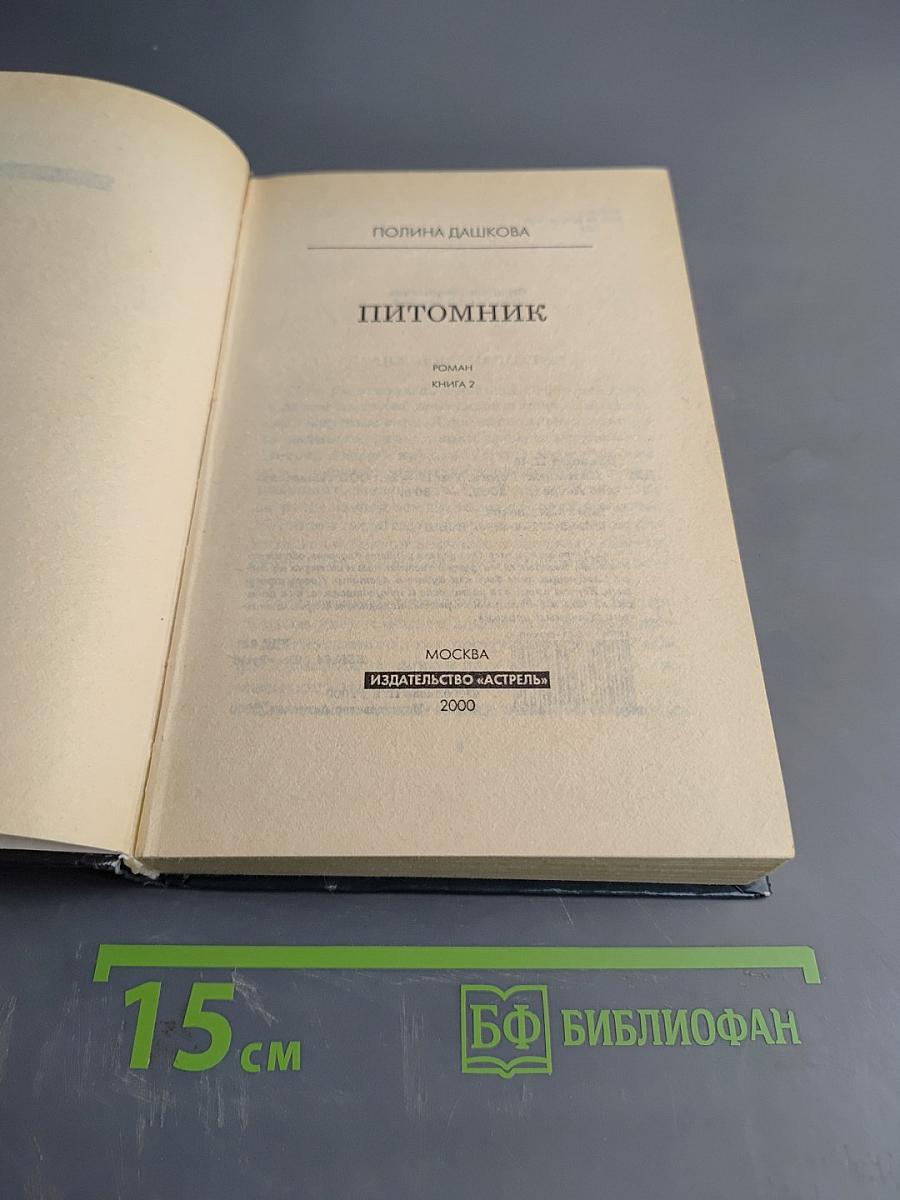 ПОЛИНА ДАШКОВА
ПИТОМНИК
РОМАН
КНИГА 2
МОСКВА
ИЗДАТЕЛЬСТВО «АСТРЕЛЬ»
2000
15 см
БФ БИБЛИОФАН